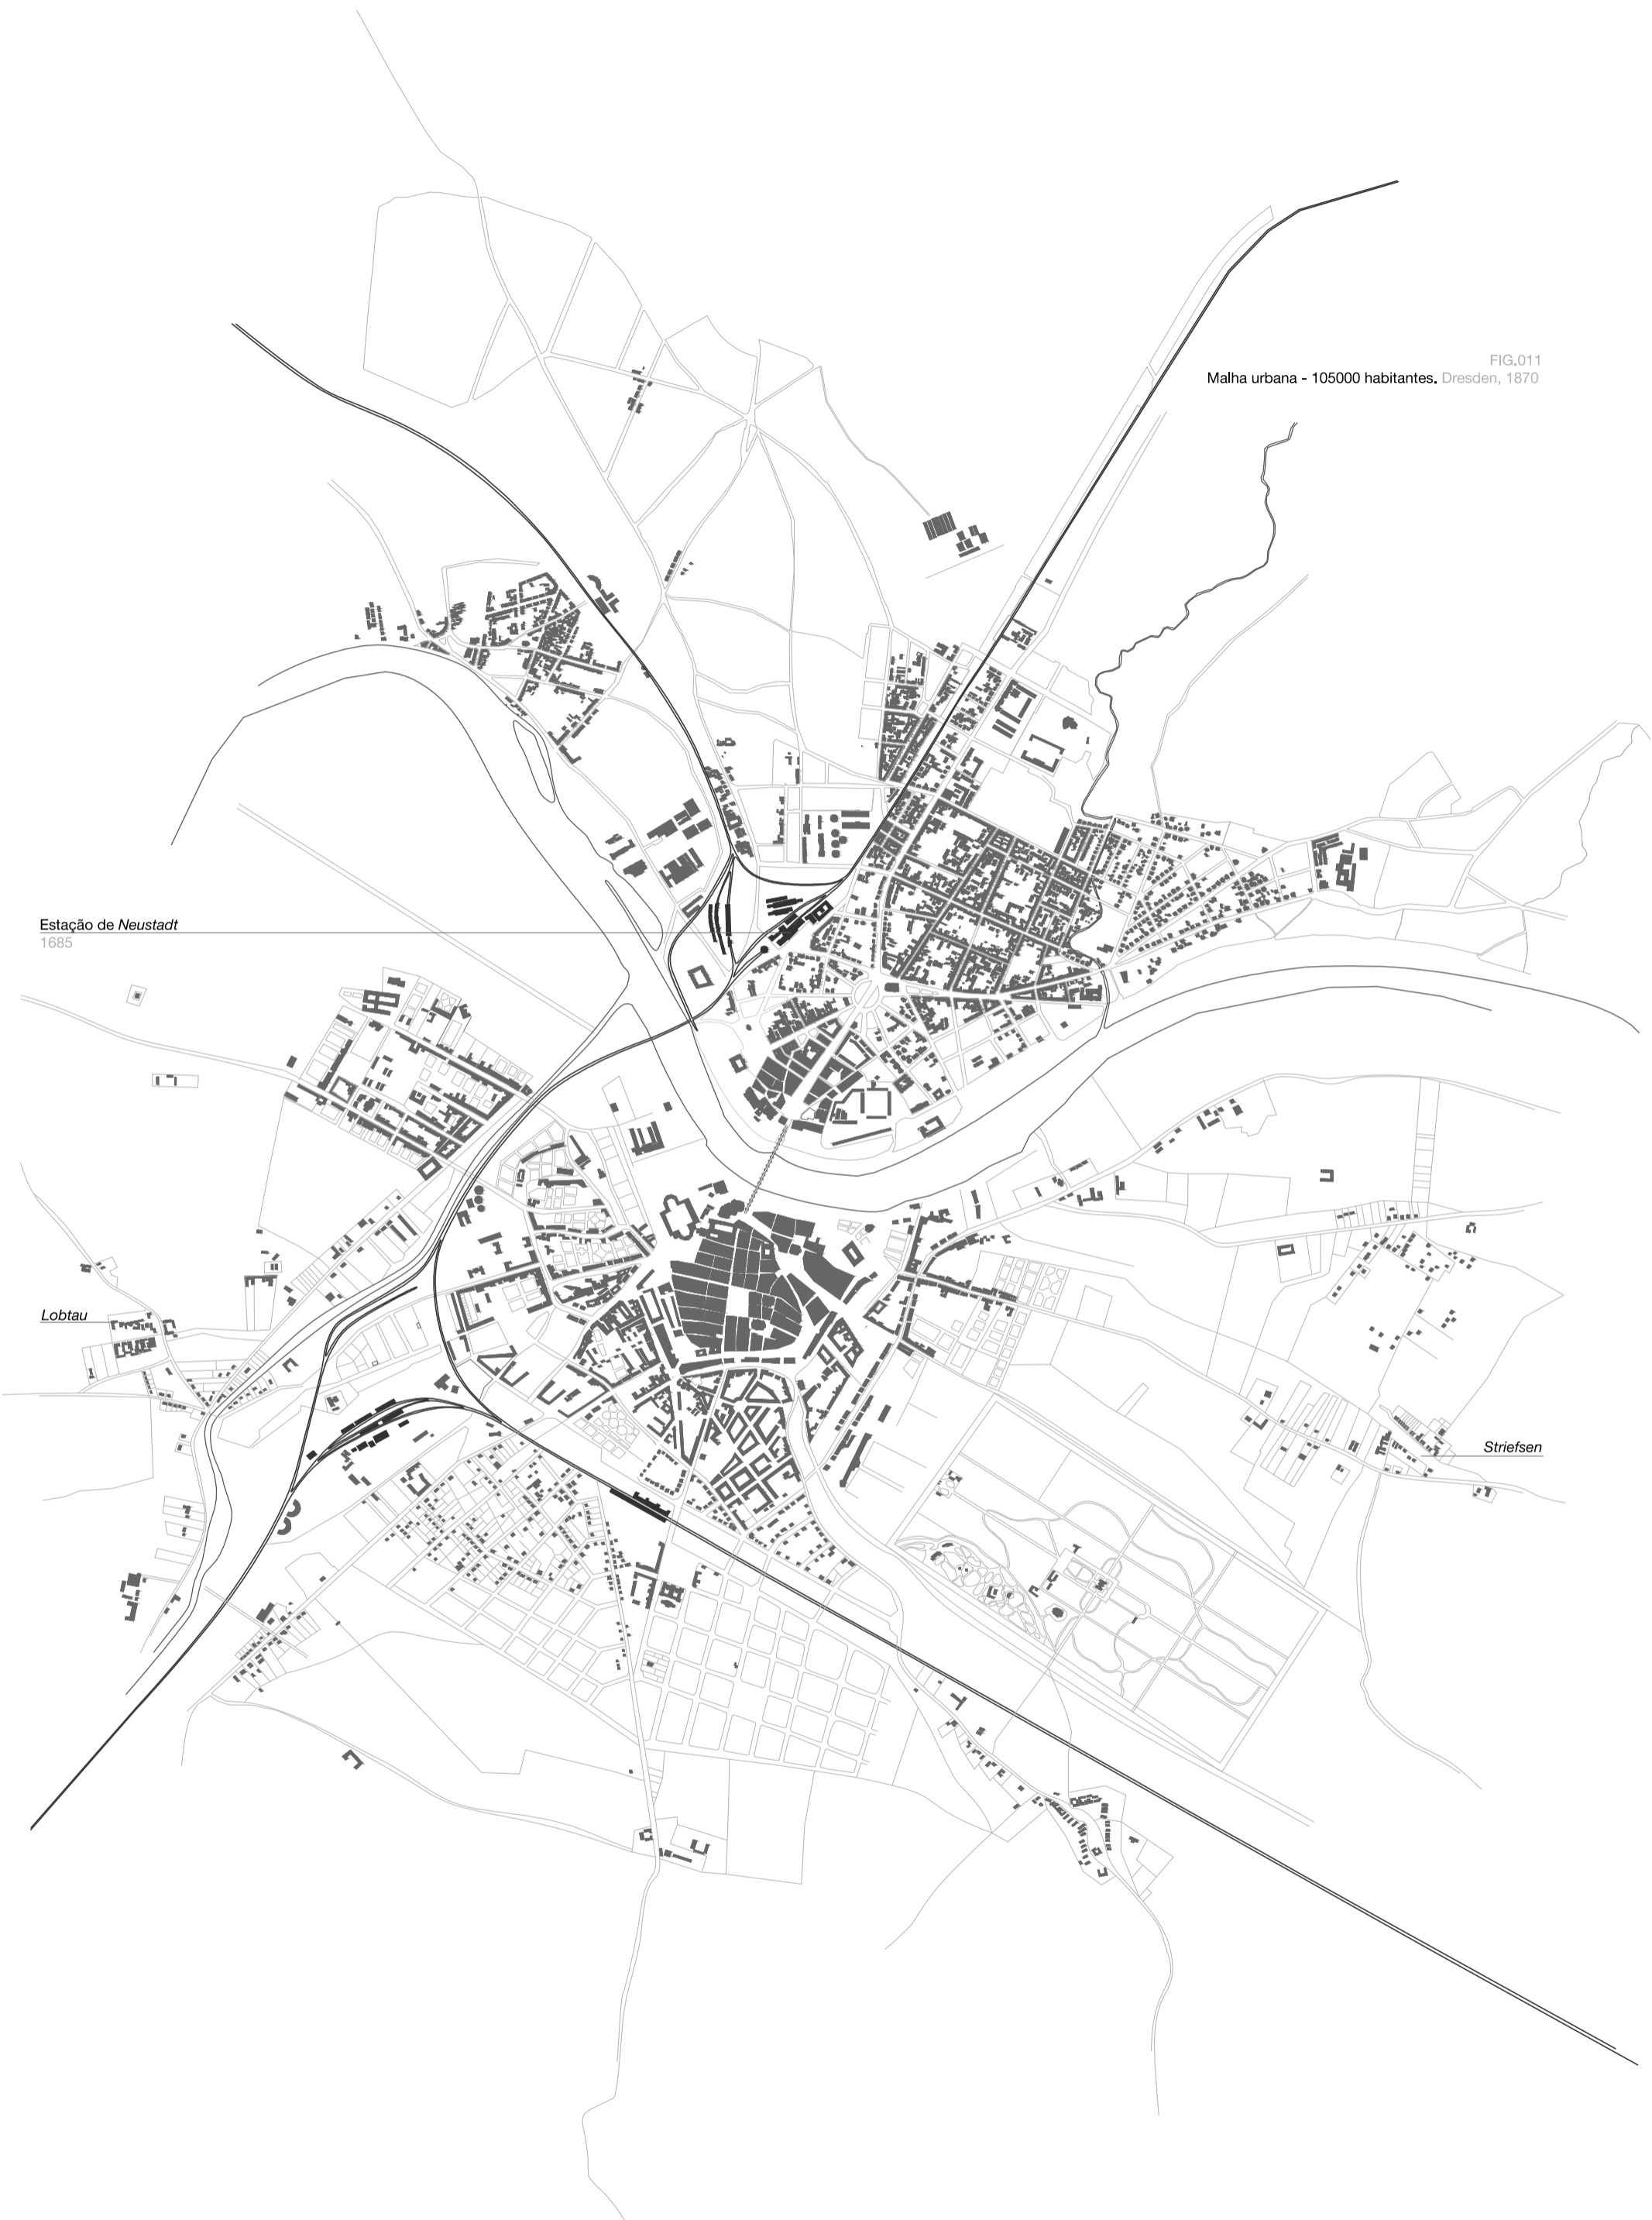 FIG.011
Malha urbana - 105000 habitantes. Dresden, 1870
Estação de Neustadt
1685
Lobtau
Striefsen